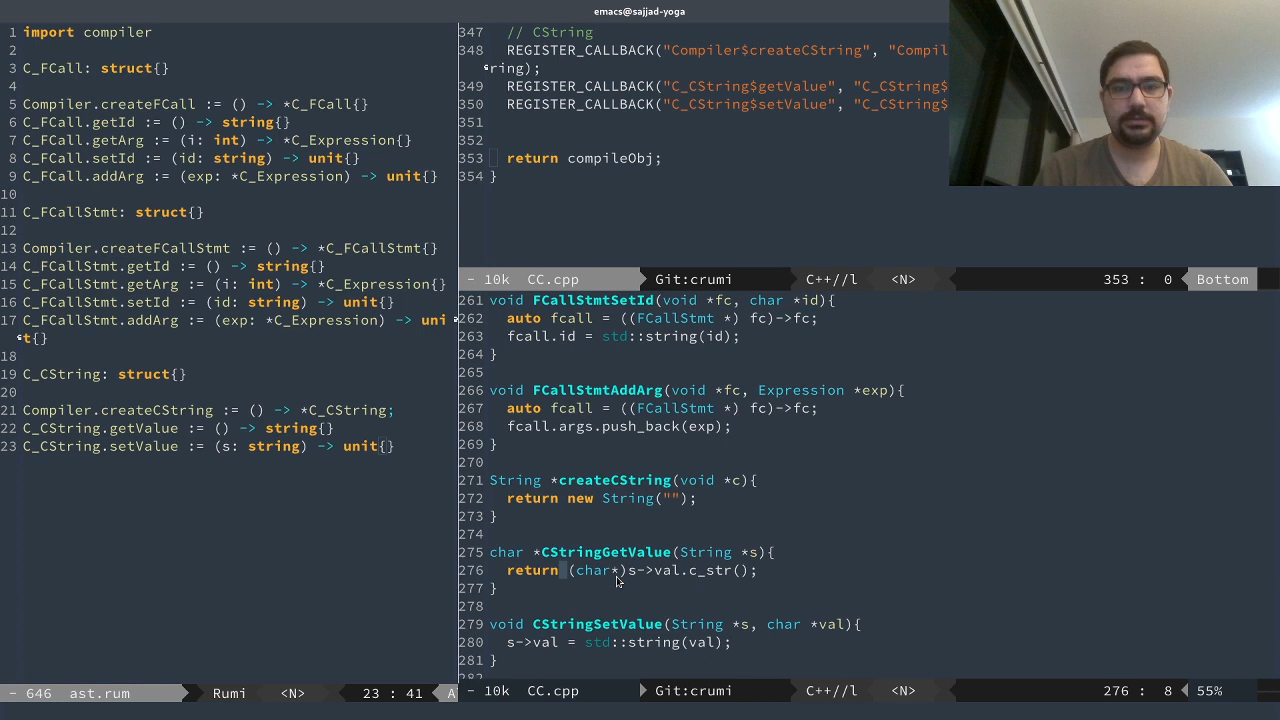 emacs@sajjad-yoga
1 import compiler
2
3 C_FCall: struct{}
4
5 Compiler.createFCall := () -> *C_FCall{}
6 C_FCall.getId := () -> string{}
7 C_FCall.getArg := (i: int) -> *C_Expression{}
8 C_FCall.setId := (id: string) -> unit{}
9 C_FCall.addArg := (exp: *C_Expression) -> unit{}
10
11 C_FCallStmt: struct{}
12
13 Compiler.createFCallStmt := () -> *C_FCallStmt{}
14 C_FCallStmt.getId := () -> string{}
15 C_FCallStmt.getArg := (i: int) -> *C_Expression{}
16 C_FCallStmt.setId := (id: string) -> unit{}
17 C_FCallStmt.addArg := (exp: *C_Expression) -> uni
t{}
18
19 C_CString: struct{}
20
21 Compiler.createCString := () -> *C_CString;
22 C_CString.getValue := () -> string{}
23 C_CString.setValue := (s: string) -> unit{}
- 646 ast.rum Rumi <N> 23 : 41 A
347 // CString
348 REGISTER_CALLBACK("Compiler$createCString", "Compil
ring);
349 REGISTER_CALLBACK("C_CString$getValue", "C_CString$
350 REGISTER_CALLBACK("C_CString$setValue", "C_CString$
351
352
353 return compileObj;
354 }
- 10k CC.cpp Git:crumi C++//l <N> 353 : 0 Bottom
261 void FCallStmtSetId(void *fc, char *id){
262 auto fcall = ((FCallStmt *) fc)->fc;
263 fcall.id = std::string(id);
264 }
265
266 void FCallStmtAddArg(void *fc, Expression *exp){
267 auto fcall = ((FCallStmt *) fc)->fc;
268 fcall.args.push_back(exp);
269 }
270
271 String *createCString(void *c){
272 return new String("");
273 }
274
275 char *CStringGetValue(String *s){
276 return (char*)s->val.c_str();
277 }
278
279 void CStringSetValue(String *s, char *val){
280 s->val = std::string(val);
281 }
282
- 10k CC.cpp Git:crumi C++//l <N> 276 : 8 55%